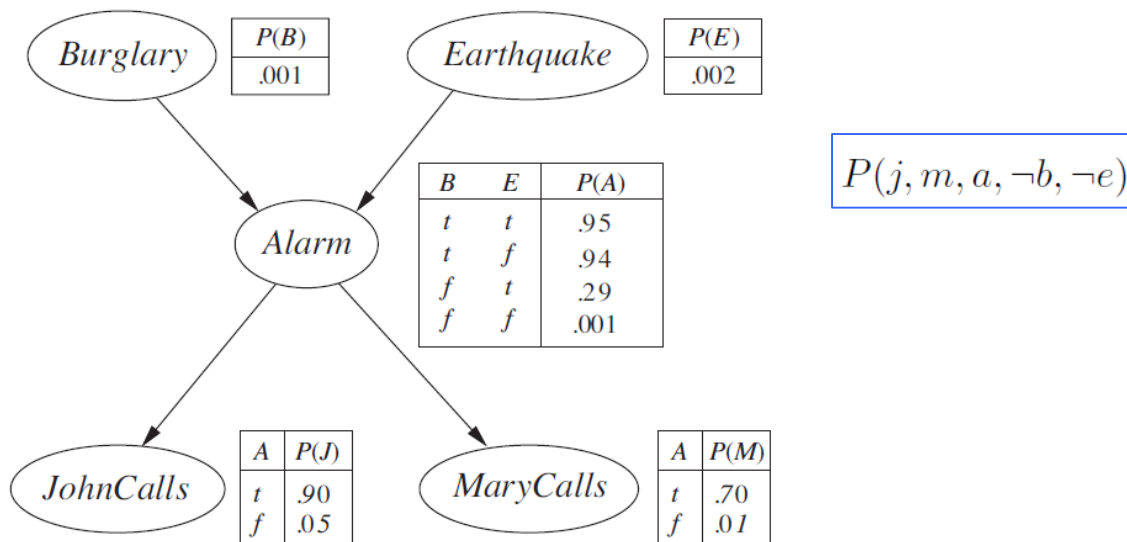 Burglary
P(B)
.001
Earthquake
P(E)
.002
P(j, m, a, ¬b, ¬e)
Alarm
B E P(A)
t t .95
t f .94
f t .29
f f .001
JohnCalls
A P(J)
t .90
f .05
MaryCalls
A P(M)
t .70
f .01